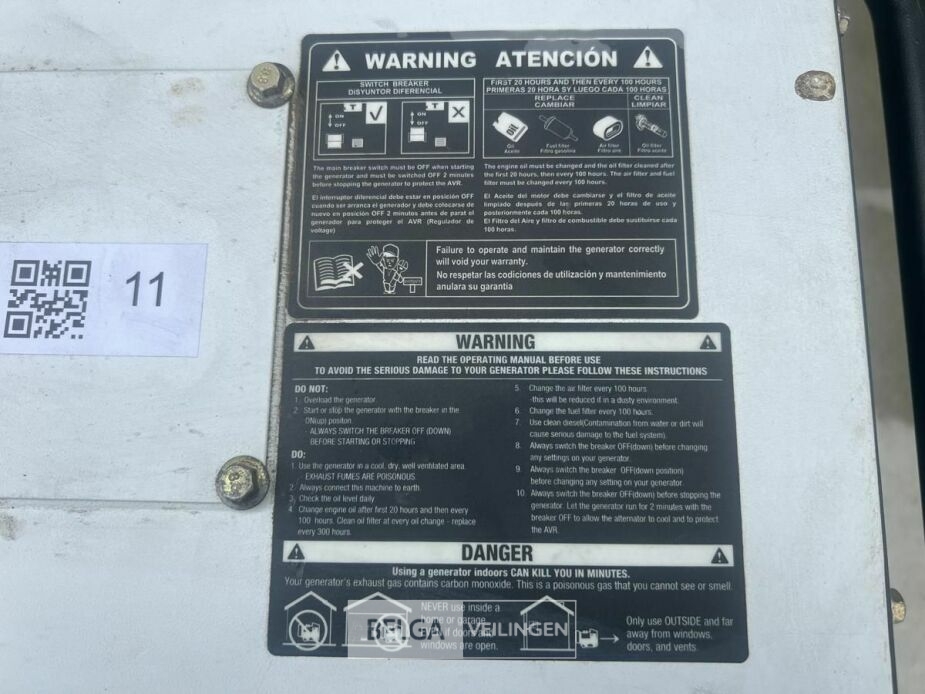 WARNING ATENCIÓN
SWITCH BREAKER
DISYUNTOR DIFERENCIAL
ON
OFF
ON
OFF
FIRST 20 HOURS AND THEN EVERY 100 HOURS
PRIMERAS 20 HORA SY LUEGO CADA 100 HORAS
REPLACE
CAMBIAR
CLEAN
LIMPIAR
OIL
Oil
Aceite
Fuel filter
Filtro gasolina
Air filter
Filtro aire
Oil filter
Filtro aceite
The main breaker switch must be OFF when starting
the generator and must be switched OFF 2 minutes
before stopping the generator to protect the AVR.
El interruptor diferencial debe estar en posición OFF
cuando se arranca el generador y debe colocarse de
nuevo en posición OFF 2 minutos antes de parat el
generador para proteger el AVR (Regulador de
voltage)
The engine oil must be changed and the oil filter cleaned after
the first 20 hours, then every 100 hours. The air filter and fuel
filter must be changed every 100 hours.
El Aceite del motor debe cambiarse y el filtro de aceite
limpiado después de las primeras 20 horas de uso y
posteriormente cada 100 horas.
El Filtro del Aire y filtro de combustible debe sustituirse cada
100 horas.
Failure to operate and maintain the generator correctly
will void your warranty.
No respetar las codiciones de utilización y mantenimiento
anulara su garantia
11
WARNING
READ THE OPERATING MANUAL BEFORE USE
TO AVOID THE SERIOUS DAMAGE TO YOUR GENERATOR PLEASE FOLLOW THESE INSTRUCTIONS
DO NOT:
1. Overload the generator.
2. Start or stop the generator with the breaker in the
ON(up) positon.
ALWAYS SWITCH THE BREAKER OFF (DOWN)
BEFORE STARTING OR STOPPING
DO:
1. Use the generator in a cool, dry, well ventilated area.
EXHAUST FUMES ARE POISONOUS.
2. Always connect this machine to earth.
3. Check the oil level daily
4. Change engine oil after first 20 hours and then every
100 hours. Clean oil filter at every oil change - replace
every 300 hours.
5. Change the air filter every 100 hours
-this will be reduced if in a dusty environment.
6. Change the fuel filter every 100 hours.
7. Use clean diesel(Contamination from water or dirt will
cause serious damage to the fuel system).
8. Always switch the breaker OFF(down) before changing
any settings on your generator.
9. Always switch the breaker OFF(down position)
before changing any setting on your generator.
10. Always switch the breaker OFF(down) before stopping the
generator. Let the generator run for 2 minutes with the
breaker OFF to allow the alternator to cool and to protect
the AVR.
DANGER
Using a generator indoors CAN KILL YOU IN MINUTES.
Your generator's exhaust gas contains carbon monoxide. This is a poisonous gas that you cannot see or smell.
NEVER use inside a
home or garage,
EVEN if doors and
windows are open.
BELGA VEILINGEN
Only use OUTSIDE and far
away from windows,
doors, and vents.